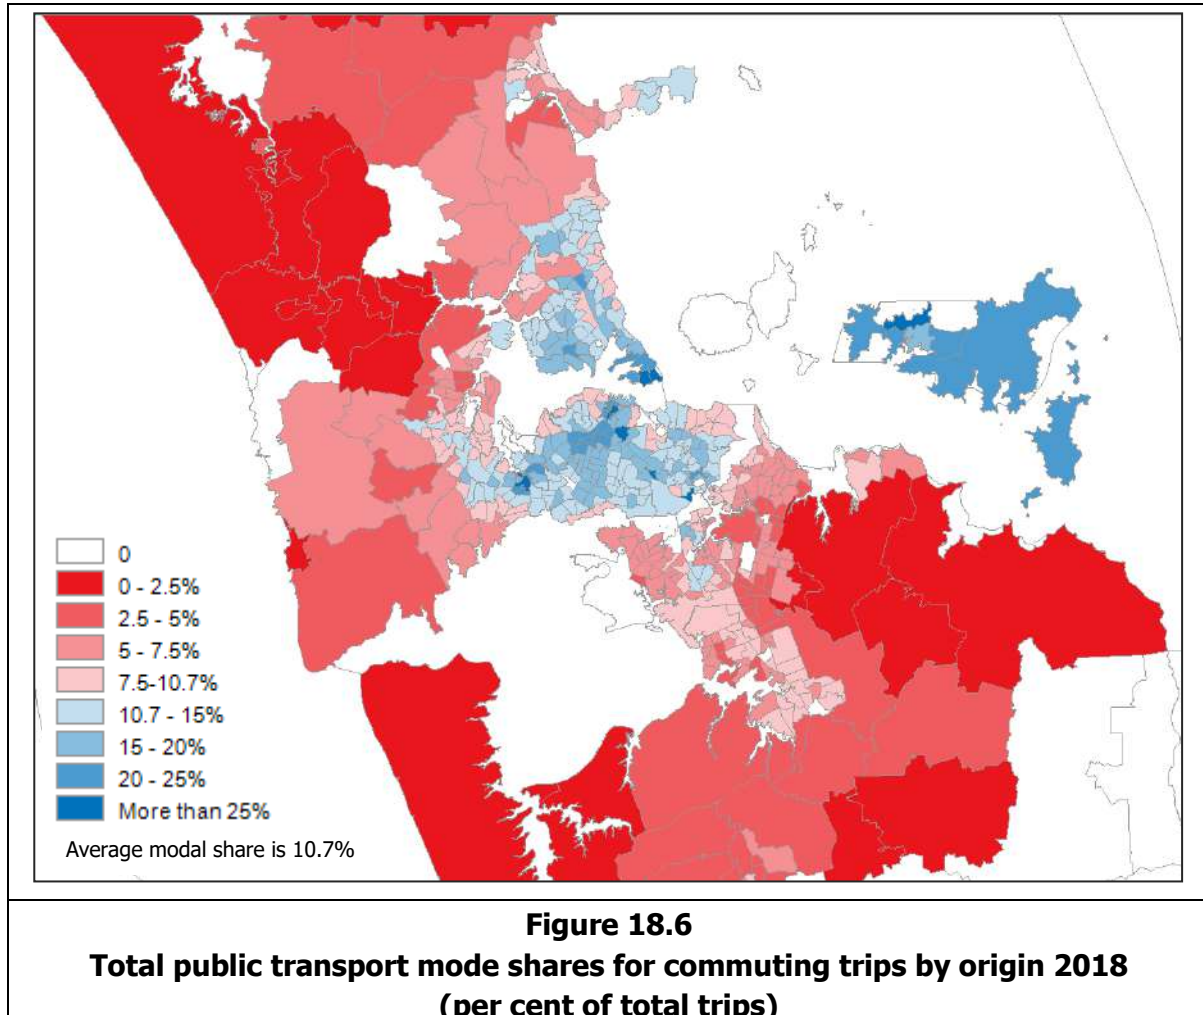 0
0 - 2.5%
2.5 - 5%
5 - 7.5%
7.5-10.7%
10.7 - 15%
15 - 20%
20 - 25%
More than 25%
Average modal share is 10.7%
Figure 18.6
Total public transport mode shares for commuting trips by origin 2018
(per cent of total trips)